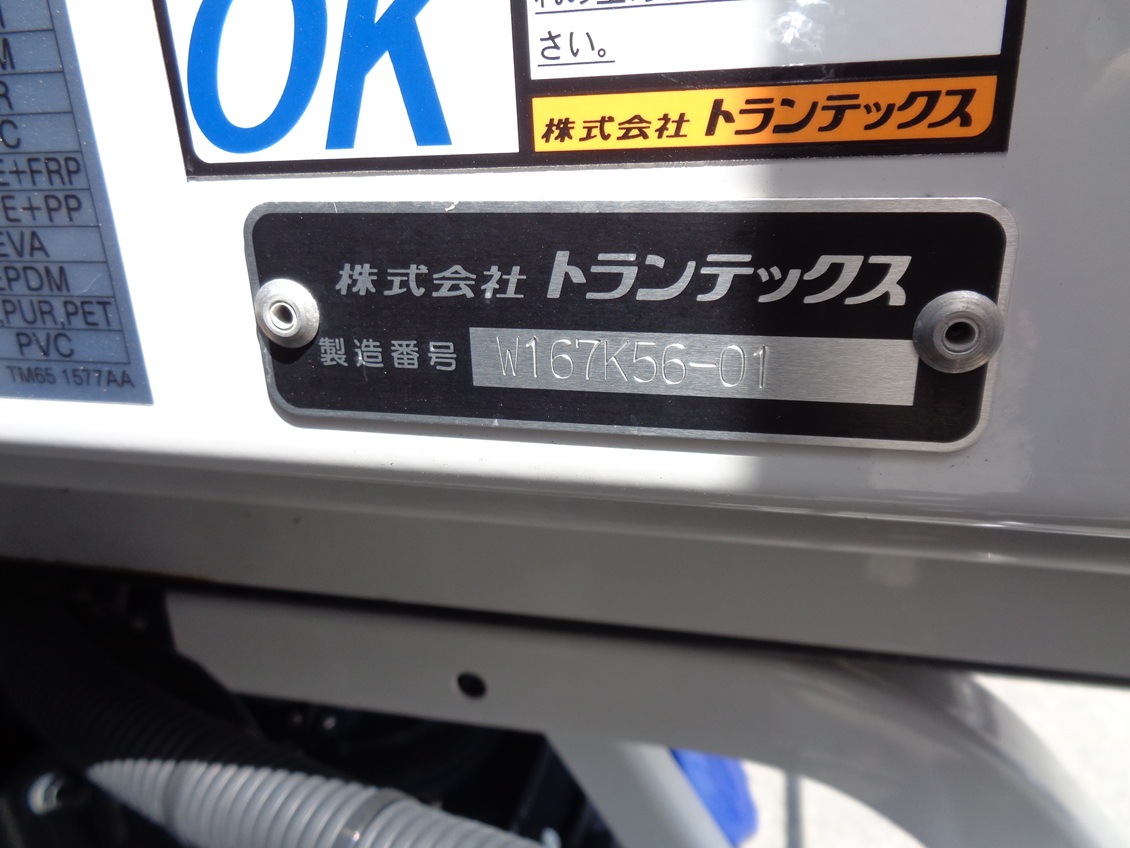 OK
さい。
株式会社 トランテックス
E+FRP
E+PP
EVA
PDM
,PUR,PET
PVC
TM65 1577AA
株式会社 トランテックス
製造番号 W167K56-01